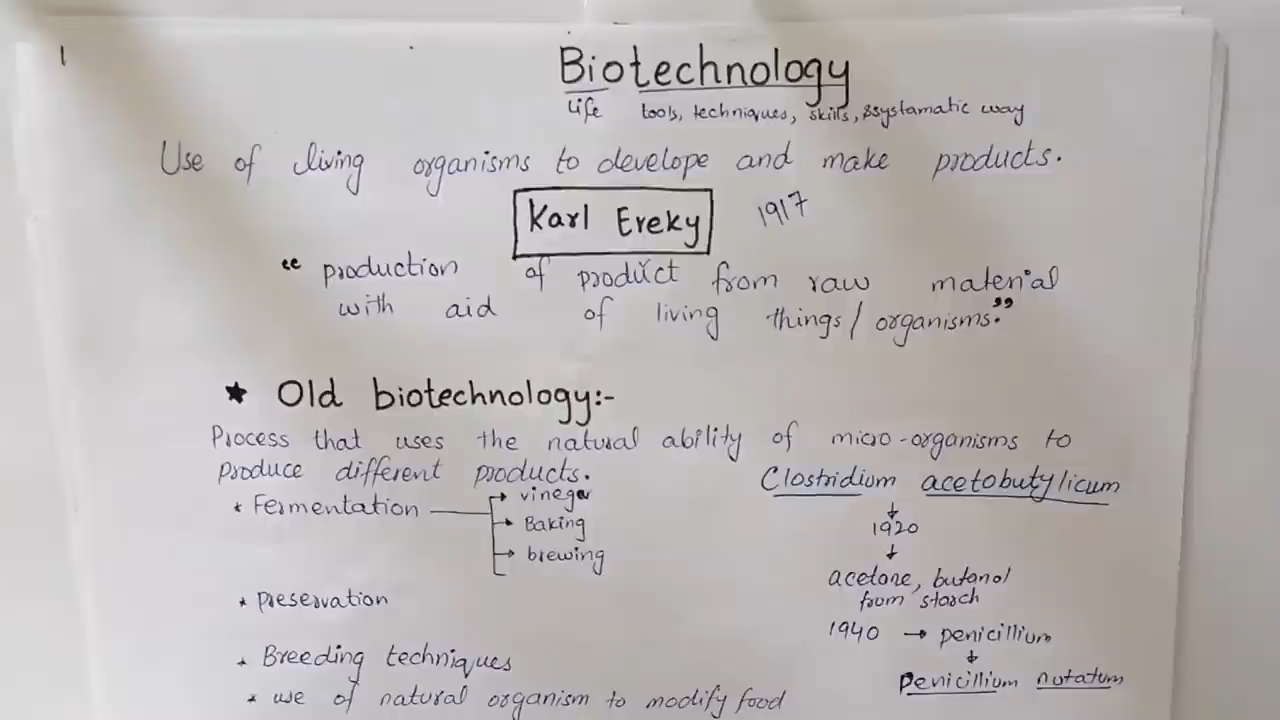 1
Biotechnology
Life tools, techniques, skills, & systamatic way
Use of living organisms to develope and make products.
Karl Ereky 1917
“ production of product from raw material
with aid of living things / organisms.”
★ Old biotechnology:-
Process that uses the natural ability of micro-organisms to
produce different products.
* Fermentation → vinegar
→ Baking
→ brewing
* Preservation
* Breeding techniques
* use of natural organism to modify food
Clostridium acetobutylicum
↓
1920
↓
acetone, butanol
from starch
1940 → penicillium
↓
Penicillium notatum